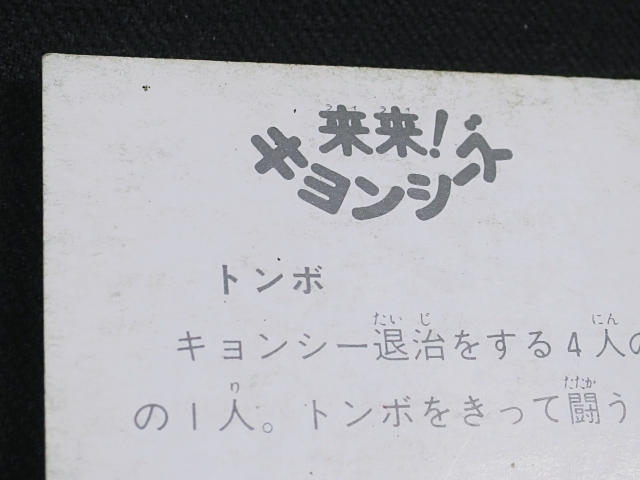 来来!
キョンシーズ
トンボ
キョンシー退治をする4人の
の1人。トンボをきって闘う